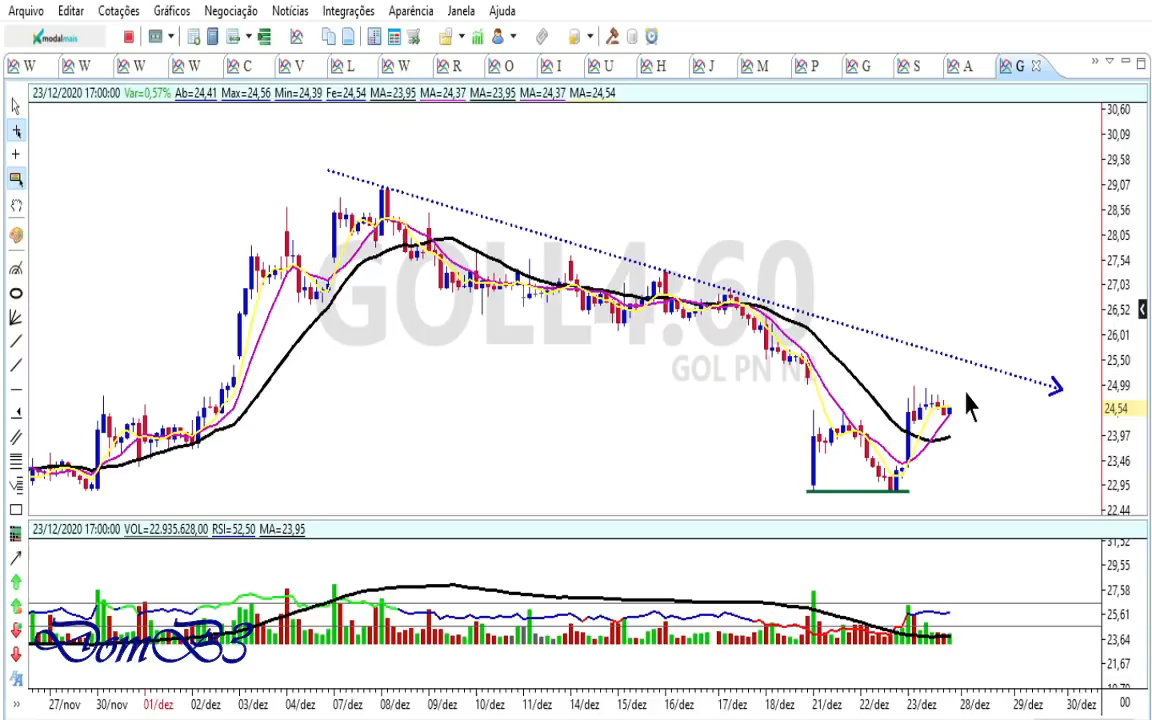 Arquivo Editar Cotações Gráficos Negociação Notícias Integrações Aparência Janela Ajuda
modalmais
W W W W C V L W R O I U H J M P G S A G
23/12/2020 17:00:00 Var=0,57% Ab=24,41 Max=24,56 Min=24,39 Fe=24,54 MA=23,95 MA=24,37 MA=23,95 MA=24,37 MA=24,54
30,60
30,09
29,58
29,07
28,56
28,05
27,54
27,03
26,52
26,01
25,50
24,99
24,54
23,97
23,46
22,95
22,44
GOLL4.60
GOL PN N
23/12/2020 17:00:00 VOL=22.935.628,00 RSI=52,50 MA=23,95
31,52
29,55
27,58
25,61
23,64
21,67
19,70
DomB3
27/nov 30/nov 01/dez 02/dez 03/dez 04/dez 07/dez 08/dez 09/dez 10/dez 11/dez 14/dez 15/dez 16/dez 17/dez 18/dez 21/dez 22/dez 23/dez 28/dez 29/dez 30/dez 00